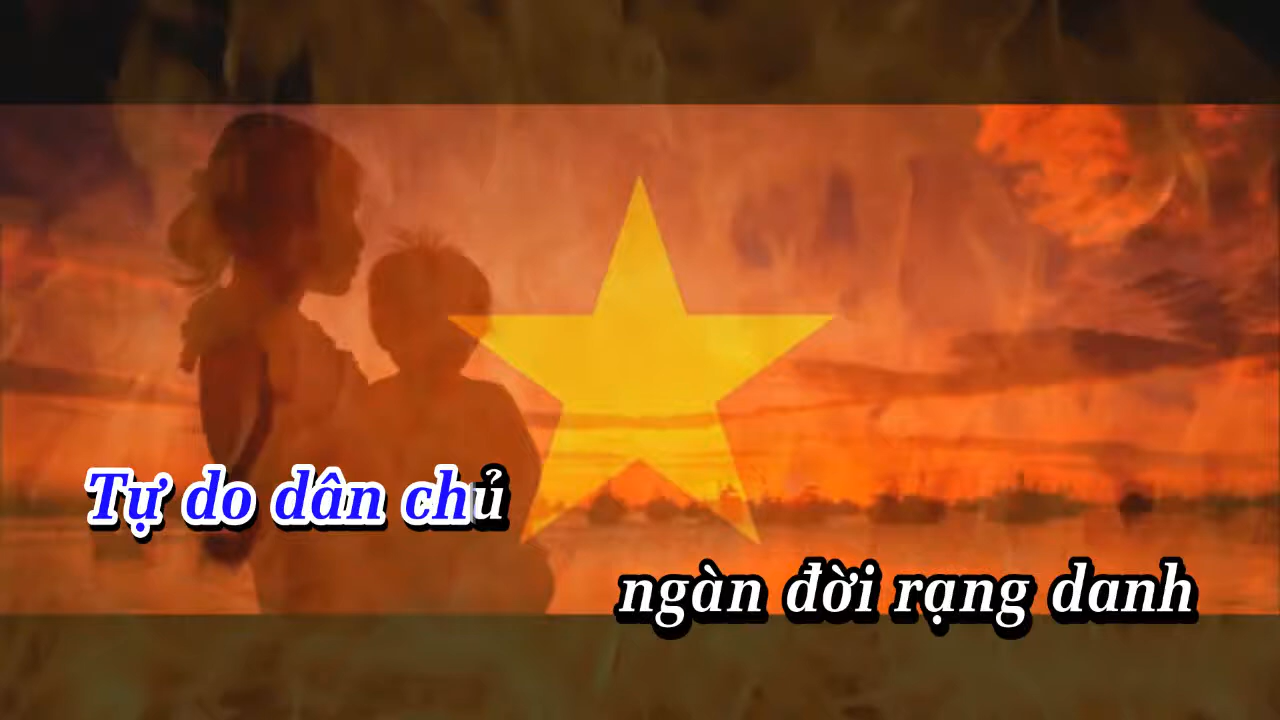 Tự do dân chủ
ngàn đời rạng danh